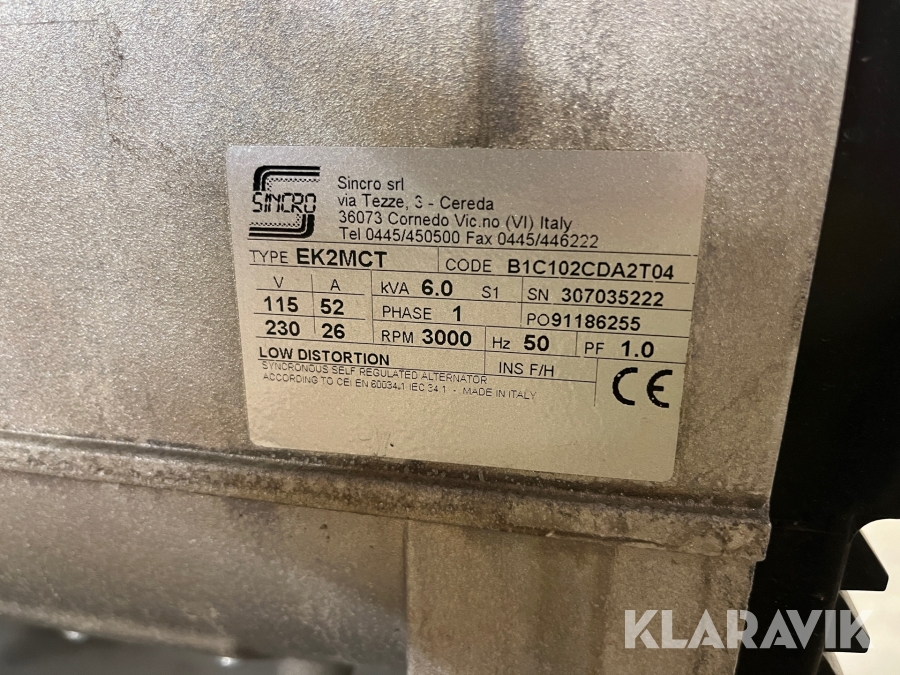 SINCRO
Sincro srl
via Tezze, 3 - Cereda
36073 Cornedo Vic.no (VI) Italy
Tel 0445/450500 Fax 0445/446222
TYPE EK2MCT CODE B1C102CDA2T04
V A kVA 6.0 S1 SN 307035222
115 52 PHASE 1 PO 91186255
230 26 RPM 3000 Hz 50 PF 1.0
LOW DISTORTION INS F/H CE
SYNCRONOUS SELF REGULATED ALTERNATOR
ACCORDING TO CEI EN 60034-1 IEC 34.1 - MADE IN ITALY
KLARAVIK